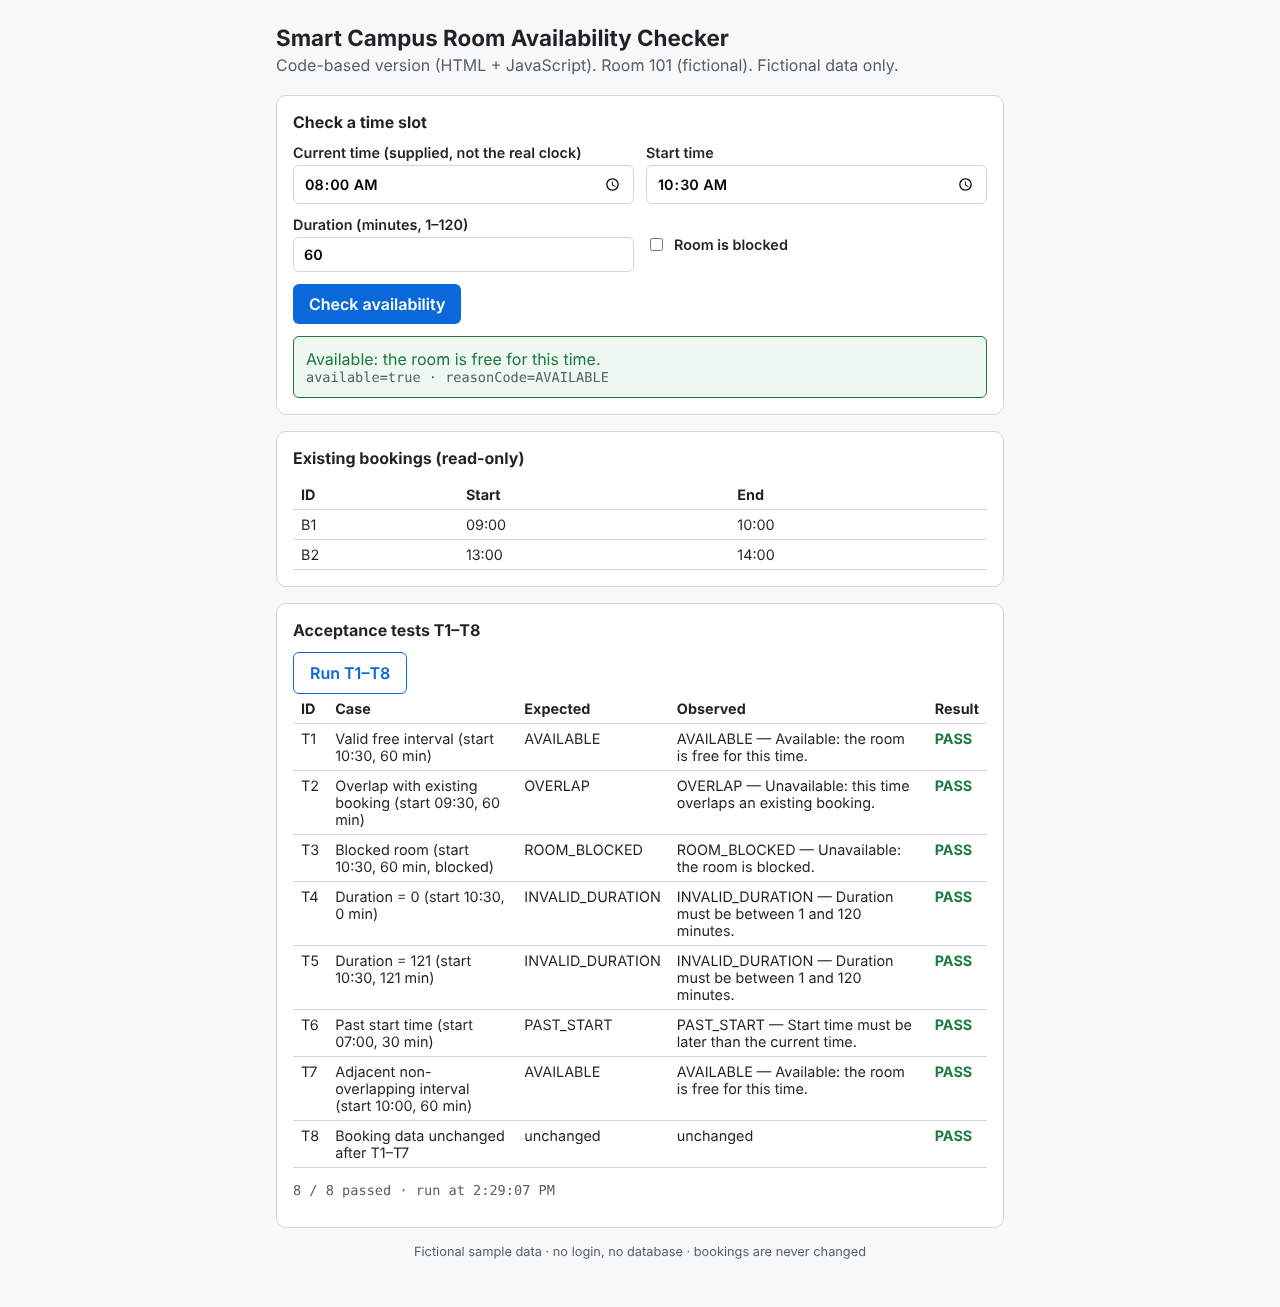 Smart Campus Room Availability Checker
Code-based version (HTML + JavaScript). Room 101 (fictional). Fictional data only.
Check a time slot
Current time (supplied, not the real clock)
Start time
08:00 AM
10:30 AM
Duration (minutes, 1–120)
60
Room is blocked
Check availability
Available: the room is free for this time.
available=true · reasonCode=AVAILABLE
Existing bookings (read-only)
ID Start End
B1 09:00 10:00
B2 13:00 14:00
Acceptance tests T1–T8
Run T1–T8
ID Case Expected Observed Result
T1 Valid free interval (start AVAILABLE AVAILABLE — Available: the room PASS
10:30, 60 min) is free for this time.
T2 Overlap with existing OVERLAP OVERLAP — Unavailable: this time PASS
booking (start 09:30, 60 overlaps an existing booking.
min)
T3 Blocked room (start ROOM_BLOCKED ROOM_BLOCKED — Unavailable: PASS
10:30, 60 min, blocked) the room is blocked.
T4 Duration = 0 (start 10:30, INVALID_DURATION INVALID_DURATION — Duration PASS
0 min) must be between 1 and 120
minutes.
T5 Duration = 121 (start INVALID_DURATION INVALID_DURATION — Duration PASS
10:30, 121 min) must be between 1 and 120
minutes.
T6 Past start time (start PAST_START PAST_START — Start time must be PASS
07:00, 30 min) later than the current time.
T7 Adjacent non- AVAILABLE AVAILABLE — Available: the room PASS
overlapping interval is free for this time.
(start 10:00, 60 min)
T8 Booking data unchanged unchanged unchanged PASS
after T1–T7
8 / 8 passed · run at 2:29:07 PM
Fictional sample data · no login, no database · bookings are never changed